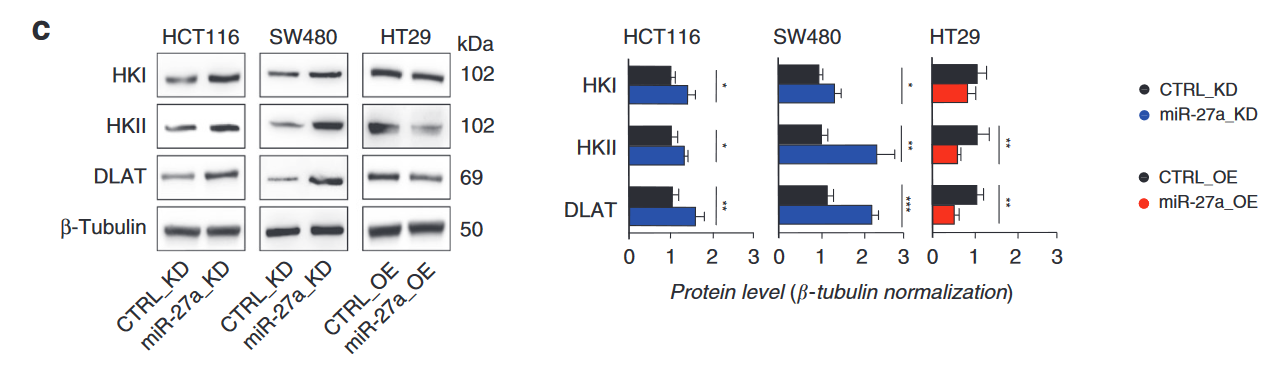 c
HCT116 SW480 HT29
kDa
HKI 102
HKII 102
DLAT 69
β-Tubulin 50
CTRL_KD
miR-27a_KD
CTRL_KD
miR-27a_KD
CTRL_OE
miR-27a_OE
HCT116 SW480 HT29
HKI * *
HKII * ** **
DLAT ** *** **
0 1 2 3 0 1 2 3 0 1 2 3
Protein level (β-tubulin normalization)
CTRL_KD
miR-27a_KD
CTRL_OE
miR-27a_OE